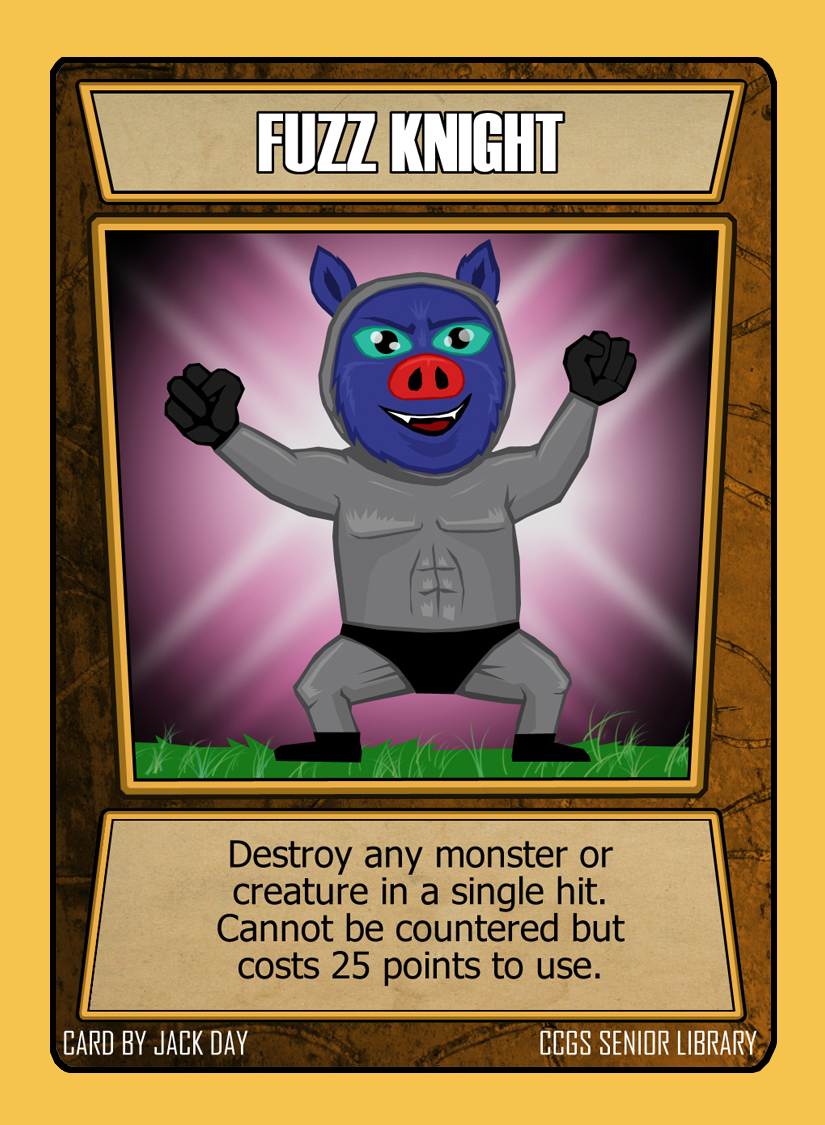 FUZZ KNIGHT
Destroy any monster or
creature in a single hit.
Cannot be countered but
costs 25 points to use.
CARD BY JACK DAY
CCGS SENIOR LIBRARY